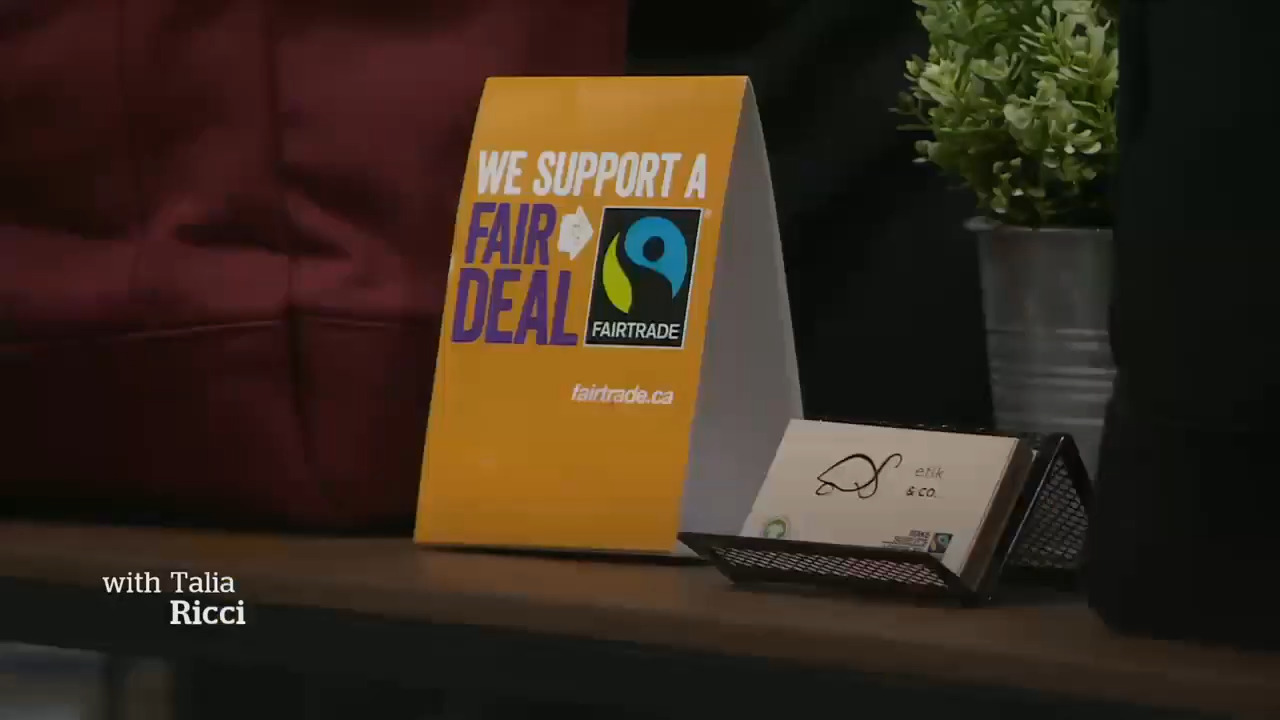 WE SUPPORT A
FAIR
DEAL
FAIRTRADE
fairtrade.ca
etik
& CO.
with Talia
Ricci